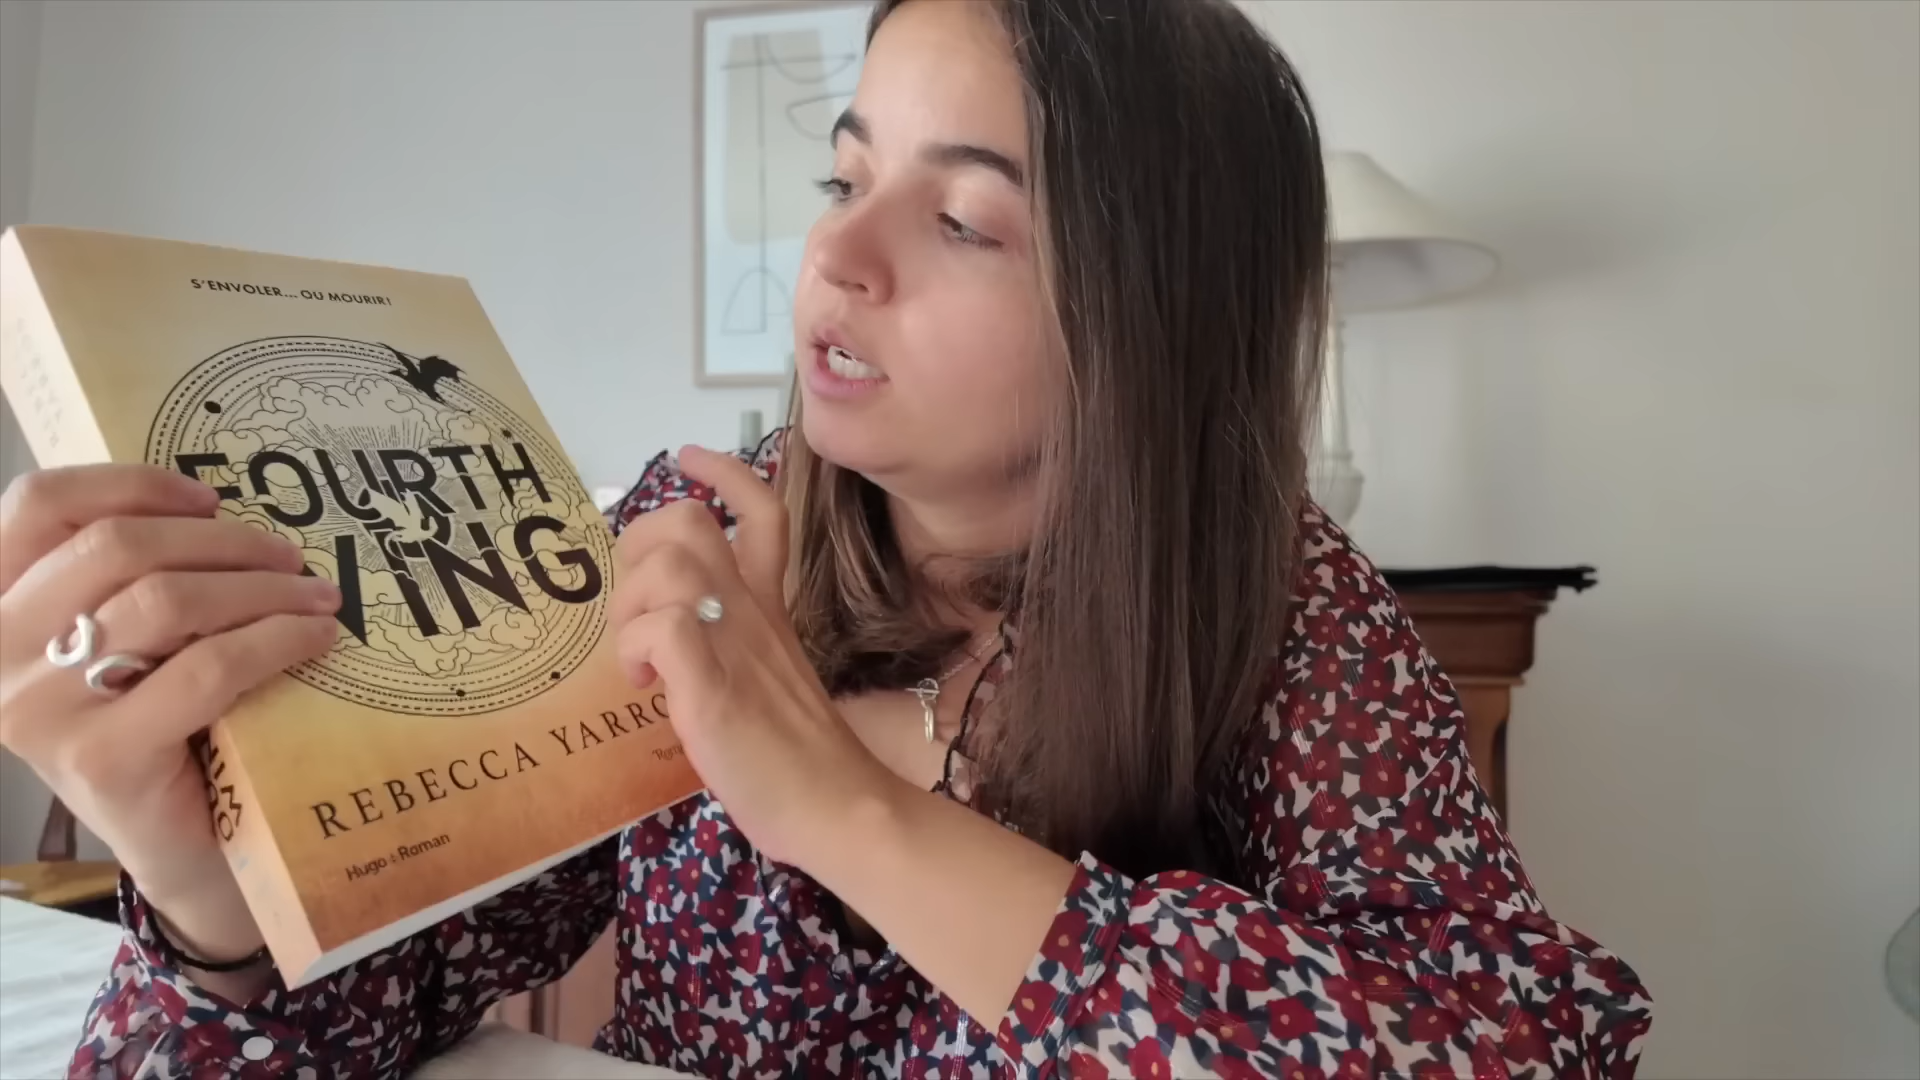 S'ENVOLER... OU MOURIR!
FOURTH
WING
REBECCA YARRO
Hugo Roman